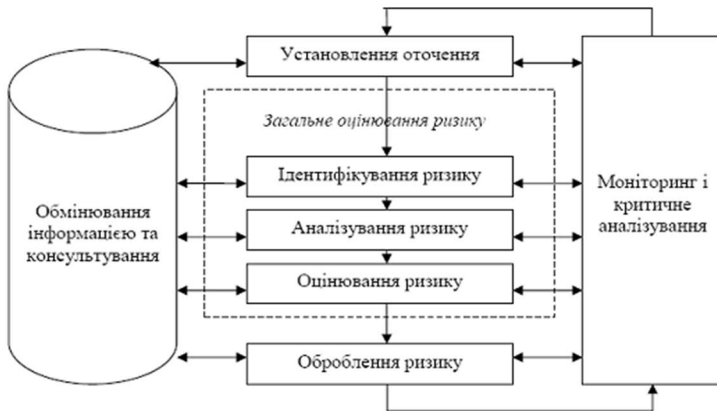 Установлення оточення
Загальне оцінювання ризику
Ідентифікування ризику
Аналізування ризику
Оцінювання ризику
Оброблення ризику
Обмінювання
інформацією та
консультування
Моніторинг і
критичне
аналізування